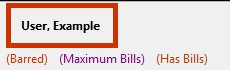 User, Example
(Barred) (Maximum Bills) (Has Bills)